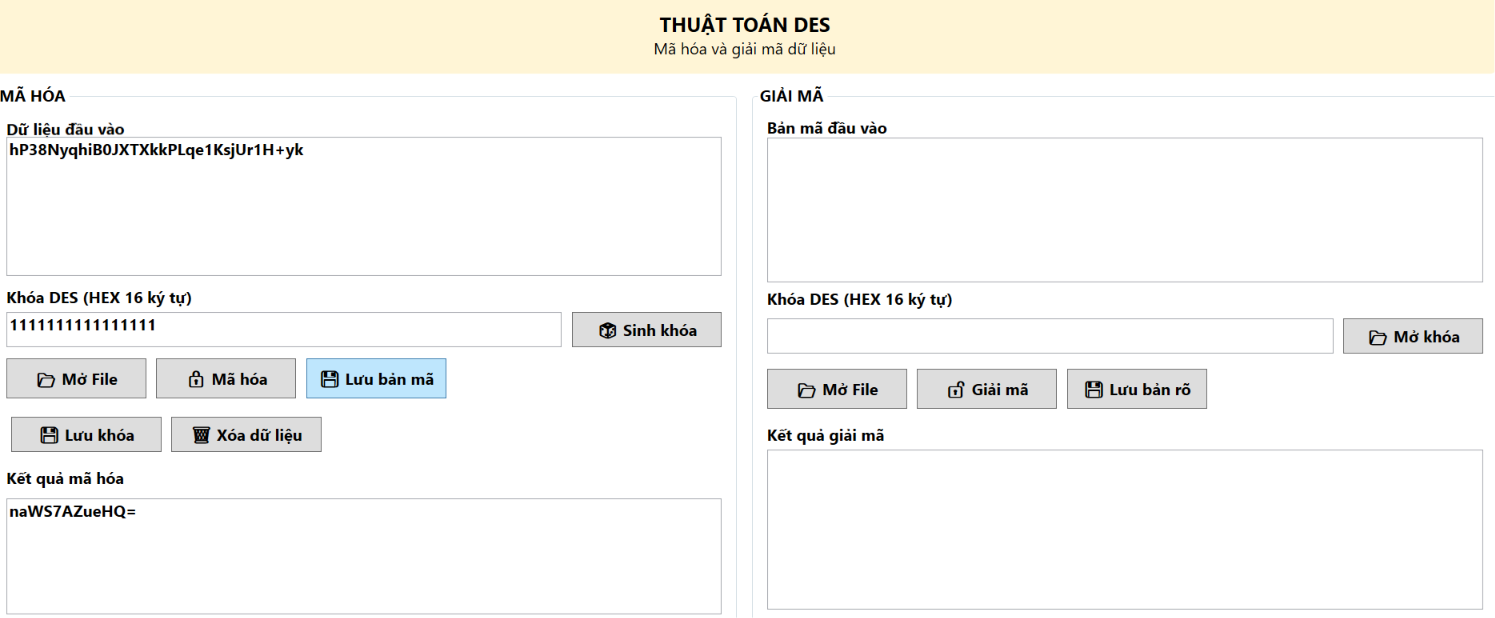 THUẬT TOÁN DES
Mã hóa và giải mã dữ liệu
MÃ HÓA
Dữ liệu đầu vào
hP38NyqhiB0JXTXkkPLqe1KsjUr1H+yk
Khóa DES (HEX 16 ký tự)
1111111111111111
Sinh khóa
Mở File
Mã hóa
Lưu bản mã
Lưu khóa
Xóa dữ liệu
Kết quả mã hóa
naWS7AZueHQ=
GIẢI MÃ
Bản mã đầu vào
Khóa DES (HEX 16 ký tự)
Mở khóa
Mở File
Giải mã
Lưu bản rõ
Kết quả giải mã